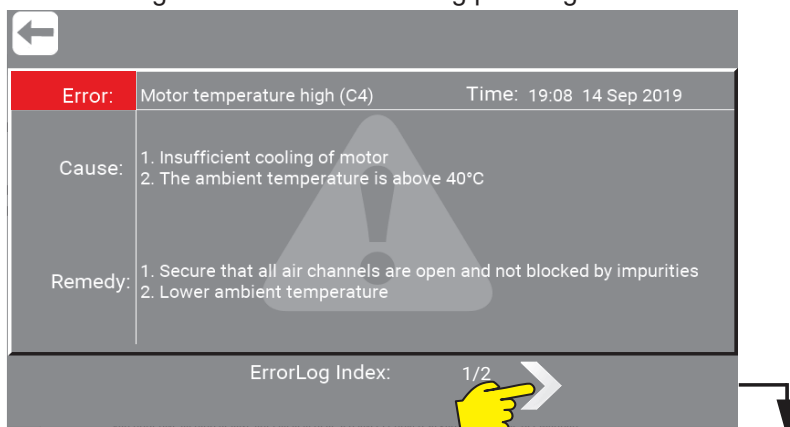 Error: Motor temperature high (C4) Time: 19:08 14 Sep 2019
Cause: 1. Insufficient cooling of motor
2. The ambient temperature is above 40°C
Remedy: 1. Secure that all air channels are open and not blocked by impurities
2. Lower ambient temperature
ErrorLog Index: 1/2